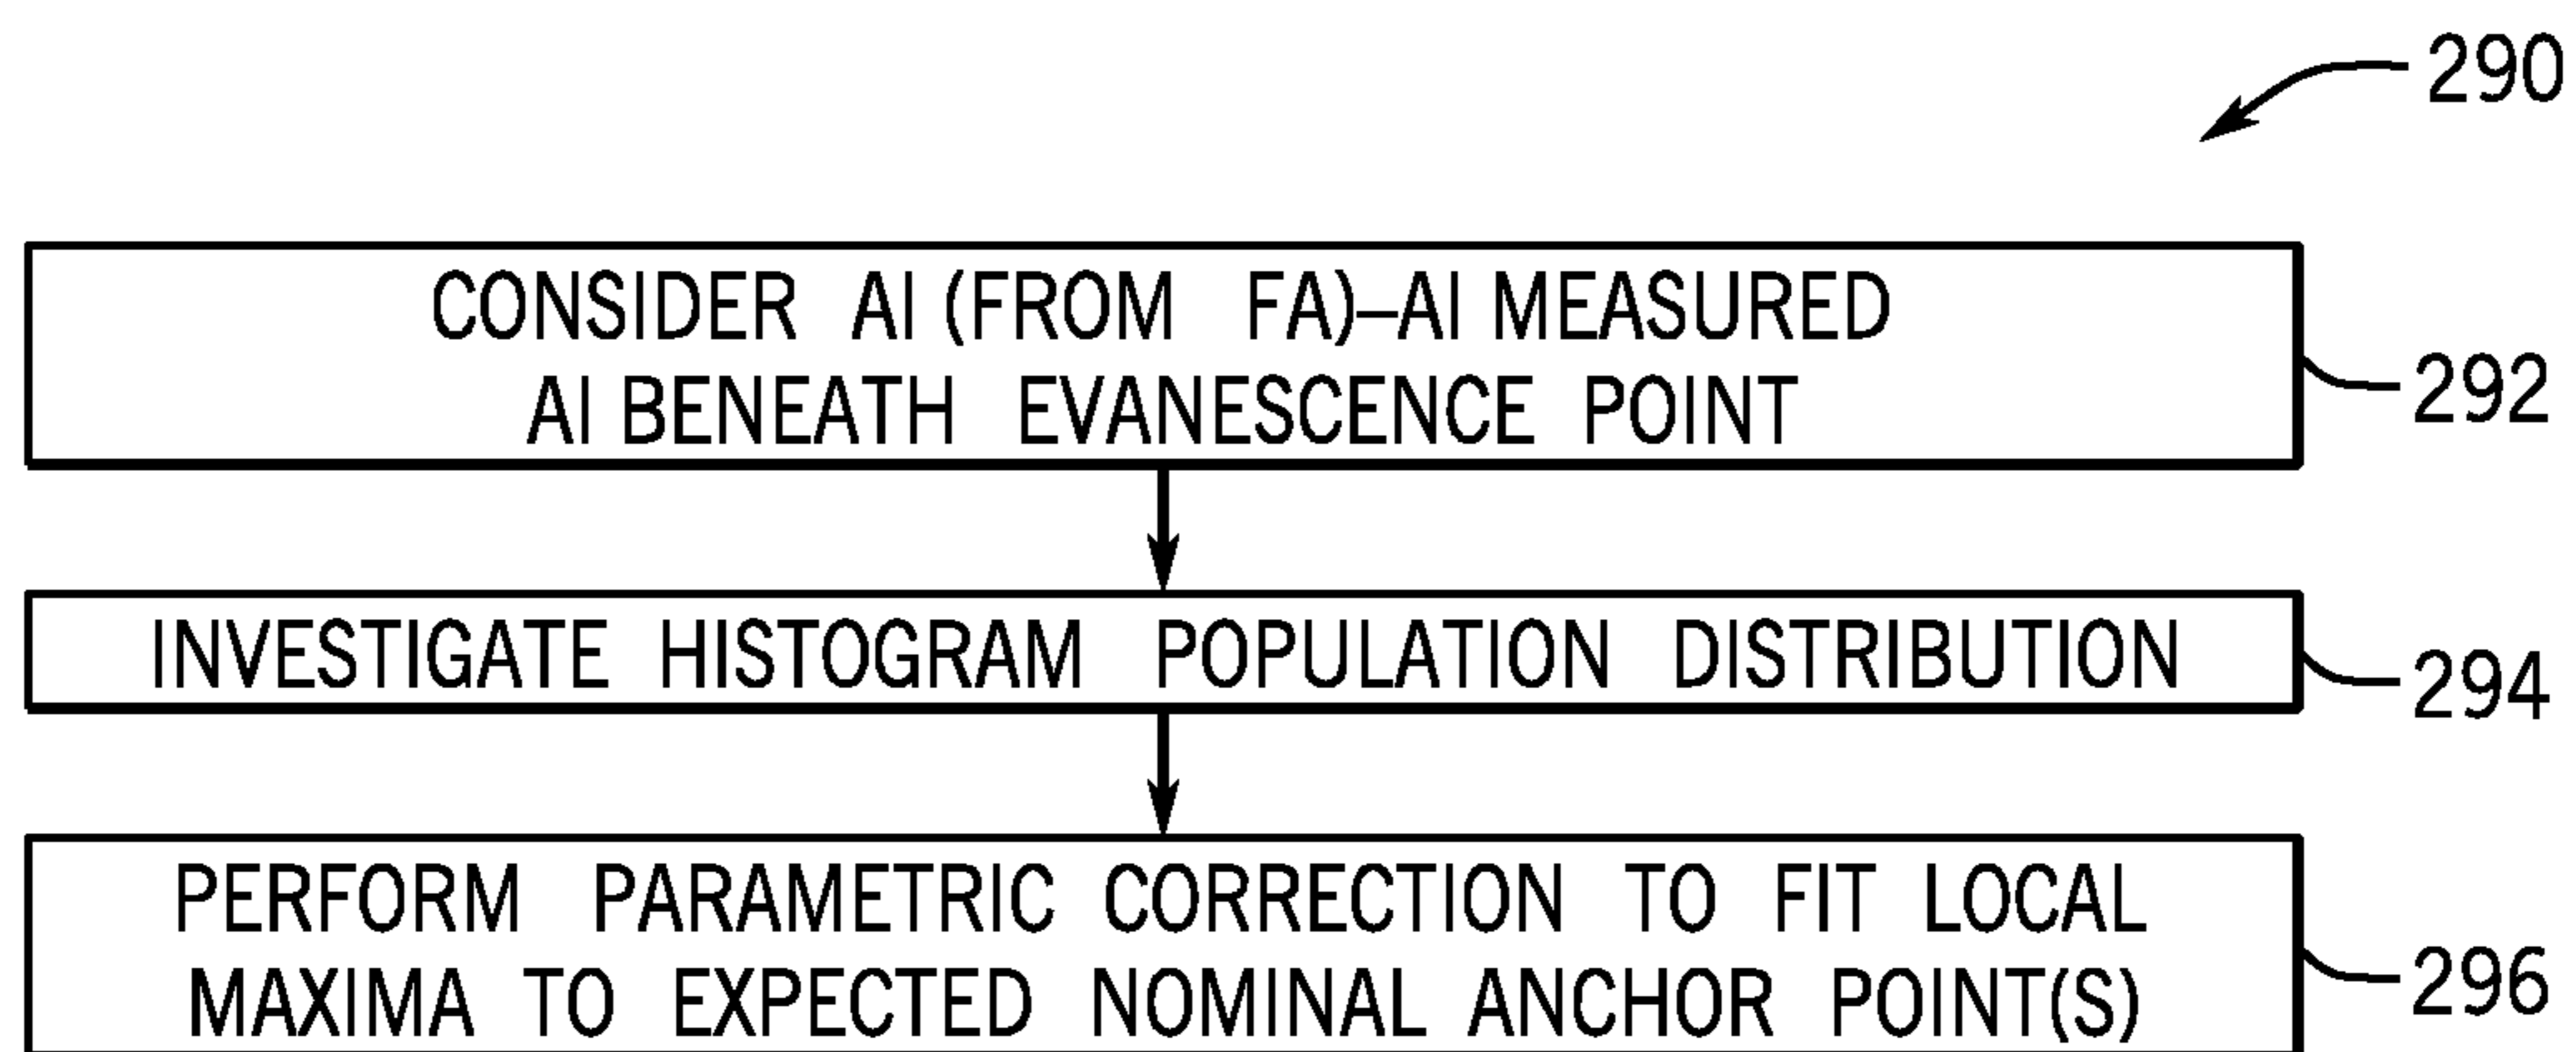 290
CONSIDER AI (FROM FA)–AI MEASURED
AI BENEATH EVANESCENCE POINT
292
INVESTIGATE HISTOGRAM POPULATION DISTRIBUTION
294
PERFORM PARAMETRIC CORRECTION TO FIT LOCAL
MAXIMA TO EXPECTED NOMINAL ANCHOR POINT(S)
296